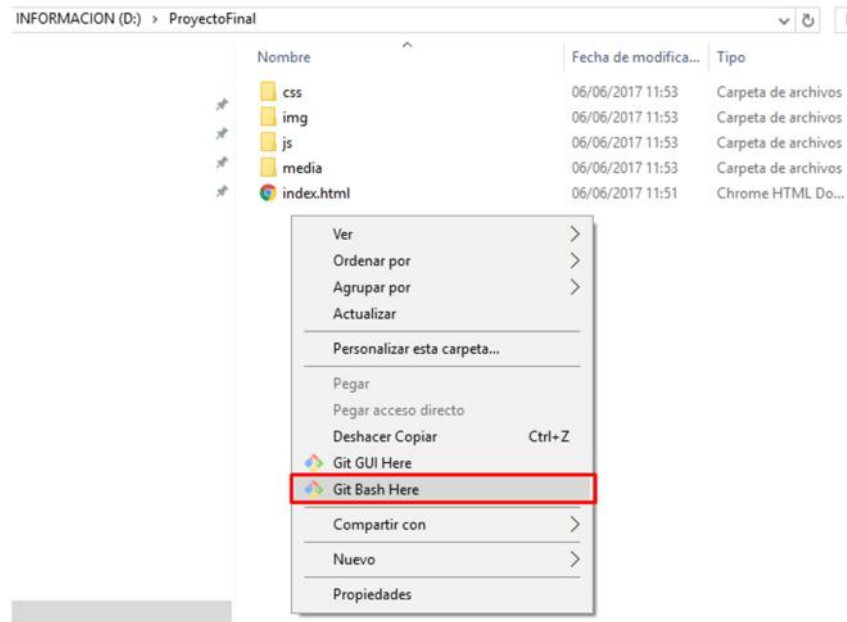 INFORMACION (D:) > ProyectoFinal
Nombre Fecha de modifica... Tipo
css 06/06/2017 11:53 Carpeta de archivos
img 06/06/2017 11:53 Carpeta de archivos
js 06/06/2017 11:53 Carpeta de archivos
media 06/06/2017 11:53 Carpeta de archivos
index.html 06/06/2017 11:51 Chrome HTML Do...
Ver
Ordenar por
Agrupar por
Actualizar
Personalizar esta carpeta...
Pegar
Pegar acceso directo
Deshacer Copiar Ctrl+Z
Git GUI Here
Git Bash Here
Compartir con
Nuevo
Propiedades